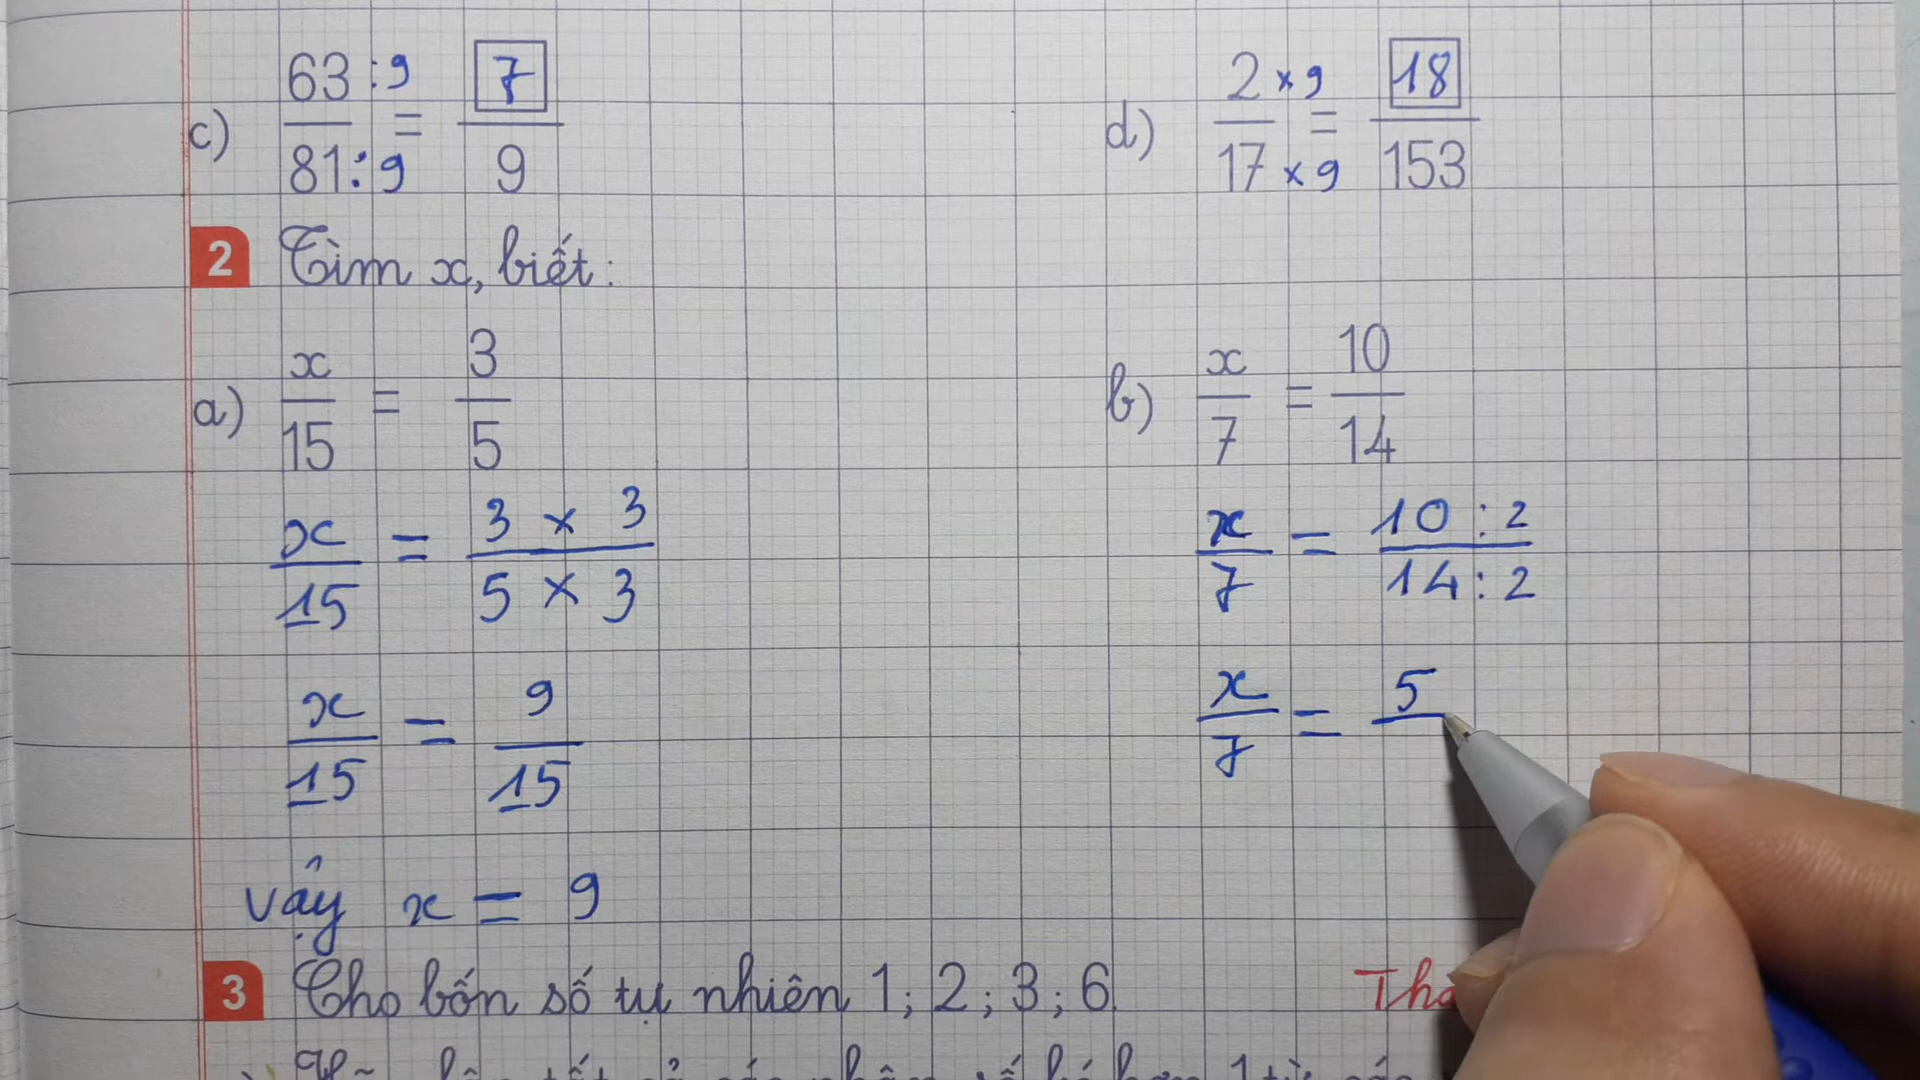 c) 63 : 9 / 81 : 9 = 7 / 9
d) 2 × 9 / 17 × 9 = 18 / 153
2 Tìm x, biết:
a) x / 15 = 3 / 5
b) x / 7 = 10 / 14
x / 15 = 3 × 3 / 5 × 3
x / 7 = 10 : 2 / 14 : 2
x / 15 = 9 / 15
x / 7 = 5
vậy x = 9
3 Cho bốn số tự nhiên 1; 2; 3; 6.